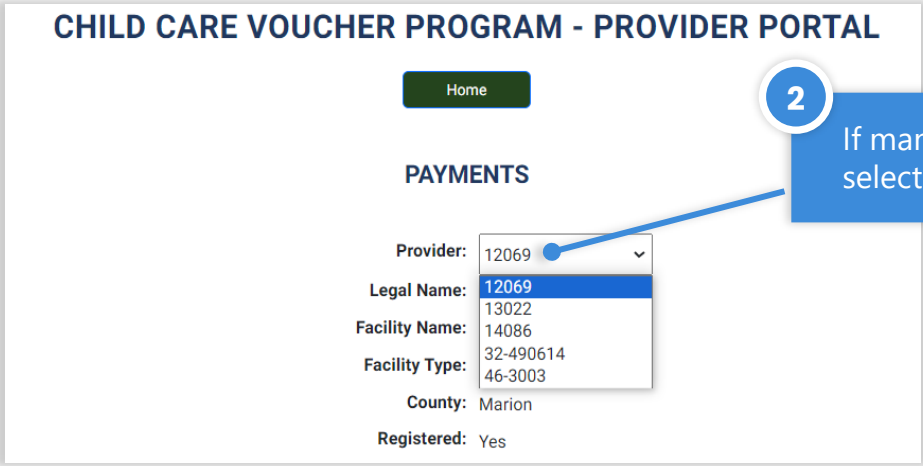 CHILD CARE VOUCHER PROGRAM - PROVIDER PORTAL
Home
2
If
select
PAYMENTS
Provider: 12069
12069
Legal Name:
13022
Facility Name:
14086
32-490614
Facility Type:
46-3003
County: Marion
Registered: Yes